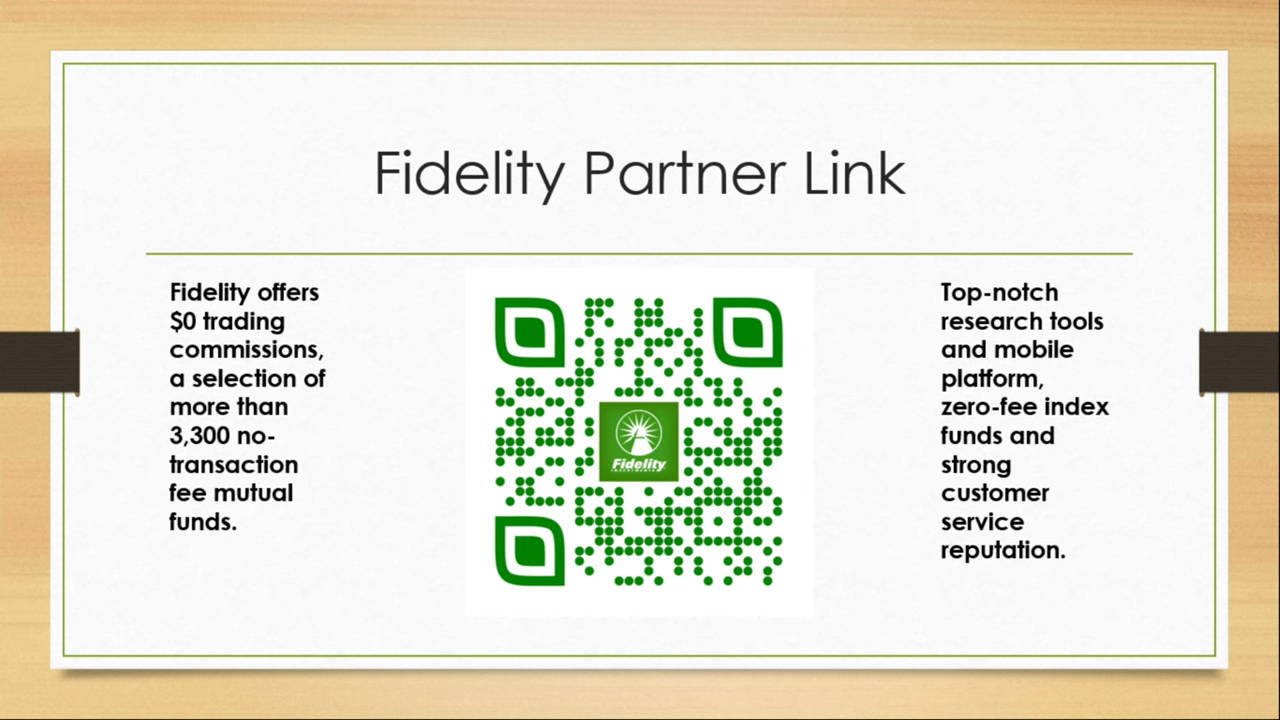 Fidelity Partner Link
Fidelity offers
$0 trading
commissions,
a selection of
more than
3,300 no-
transaction
fee mutual
funds.
Fidelity
INVESTMENTS
Top-notch
research tools
and mobile
platform,
zero-fee index
funds and
strong
customer
service
reputation.